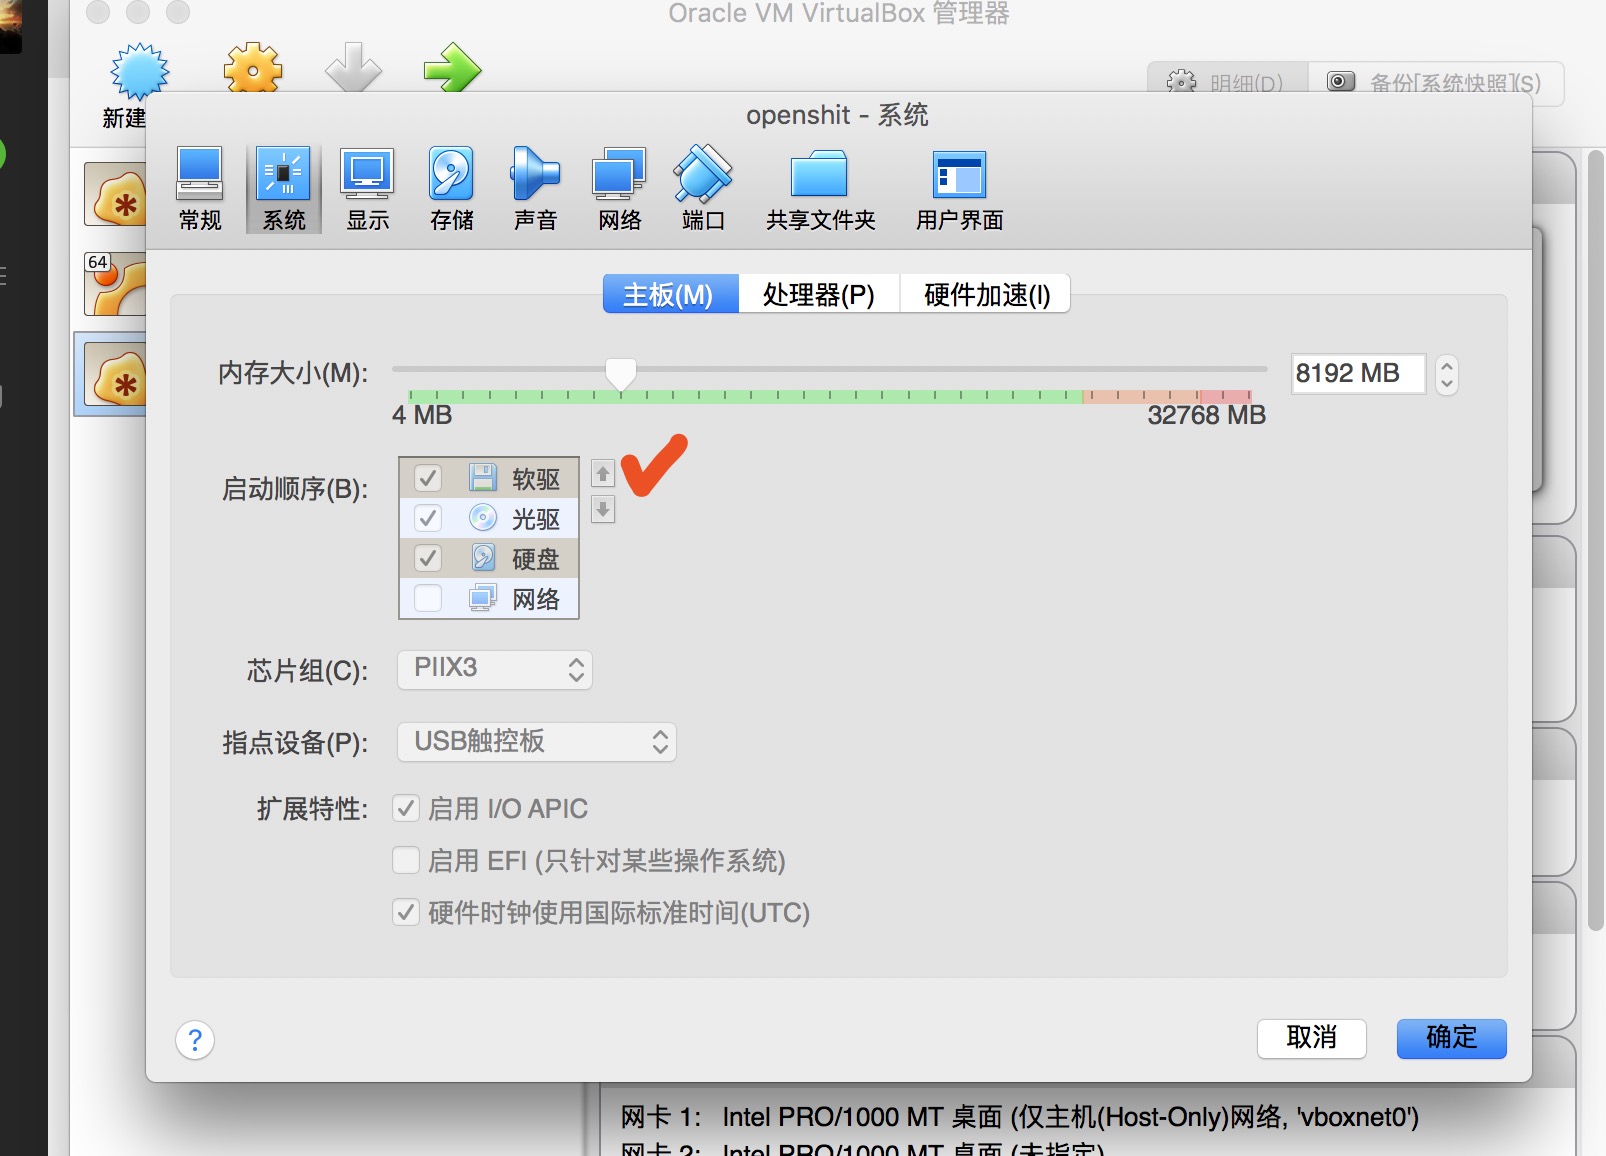 Oracle VM VirtualBox 管理器
新建
明细(D)
备份[系统快照](S)
openshit - 系统
常规
系统
显示
存储
声音
网络
端口
共享文件夹
用户界面
64
主板(M)
处理器(P)
硬件加速(I)
内存大小(M):
8192 MB
4 MB
32768 MB
启动顺序(B):
软驱
光驱
硬盘
网络
芯片组(C):
PIIX3
指点设备(P):
USB触控板
扩展特性:
启用 I/O APIC
启用 EFI (只针对某些操作系统)
硬件时钟使用国际标准时间(UTC)
?
取消
确定
网卡 1: Intel PRO/1000 MT 桌面 (仅主机(Host-Only)网络, 'vboxnet0')
网卡 2: Intel PRO/1000 MT 桌面 (未指定)